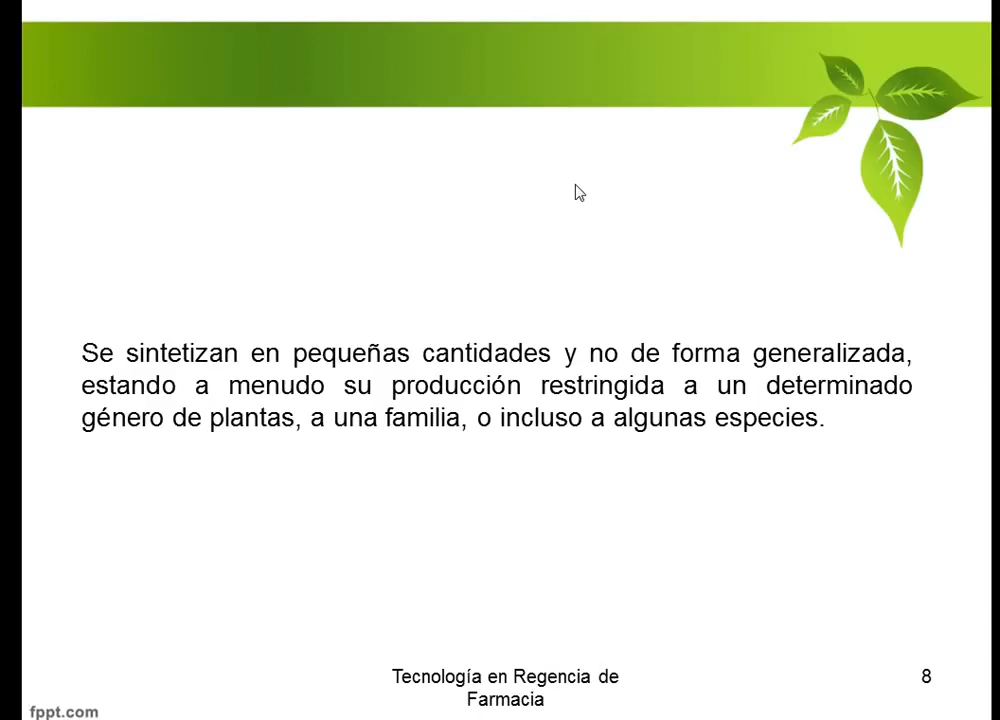 Se sintetizan en pequeñas cantidades y no de forma generalizada,
estando a menudo su producción restringida a un determinado
género de plantas, a una familia, o incluso a algunas especies.
Tecnología en Regencia de
Farmacia
8
fppt.com